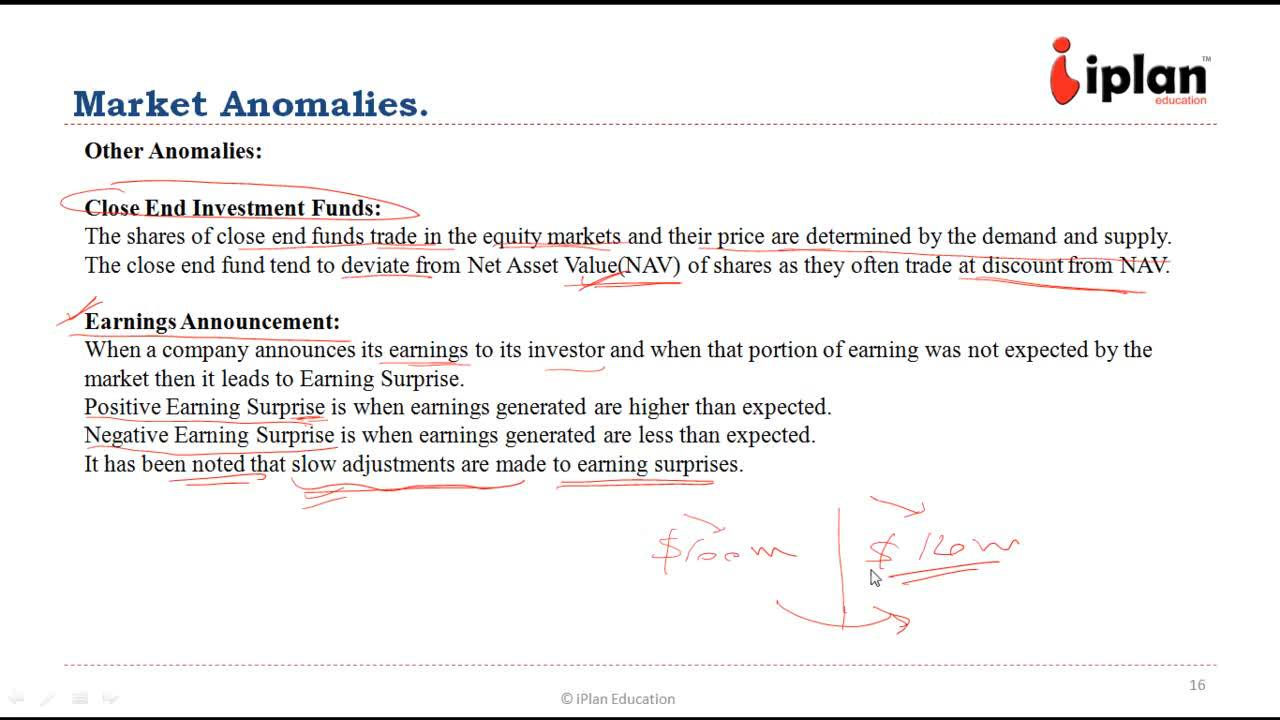 iplan™
education
Market Anomalies.
Other Anomalies:
Close End Investment Funds:
The shares of close end funds trade in the equity markets and their price are determined by the demand and supply.
The close end fund tend to deviate from Net Asset Value(NAV) of shares as they often trade at discount from NAV.
Earnings Announcement:
When a company announces its earnings to its investor and when that portion of earning was not expected by the
market then it leads to Earning Surprise.
Positive Earning Surprise is when earnings generated are higher than expected.
Negative Earning Surprise is when earnings generated are less than expected.
It has been noted that slow adjustments are made to earning surprises.
$100m $120m
© iPlan Education
16